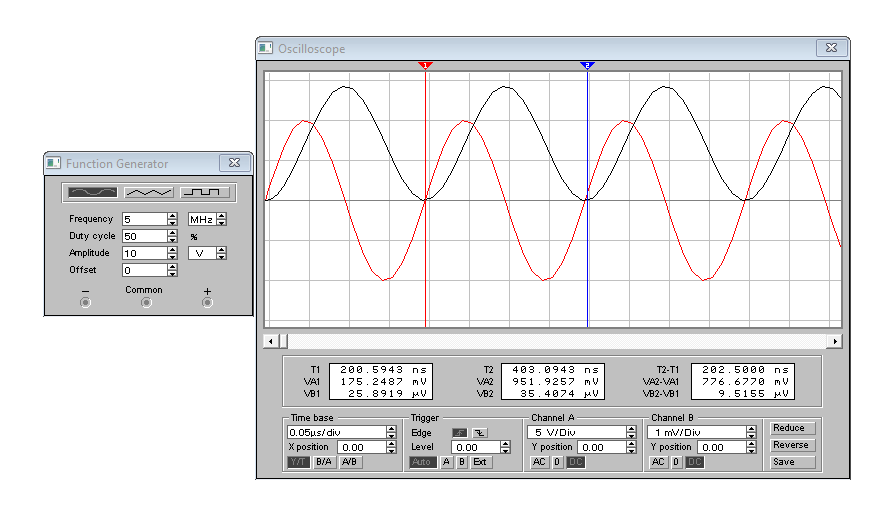 Oscilloscope
1
2
Function Generator
Frequency 5 MHz
Duty cycle 50 %
Amplitude 10 V
Offset 0
− Common +
T1 200.5943 ns T2 403.0943 ns T2-T1 202.5000 ns
VA1 175.2487 mV VA2 951.9257 mV VA2-VA1 776.6770 mV
VB1 25.8919 µV VB2 35.4074 µV VB2-VB1 9.5155 µV
Time base Trigger Channel A Channel B
0.05µs/div Edge 5 V/Div 1 mV/Div Reduce
X position 0.00 Level 0.00 Y position 0.00 Y position 0.00 Reverse
Y/T B/A A/B Auto A B Ext AC 0 DC AC 0 DC Save